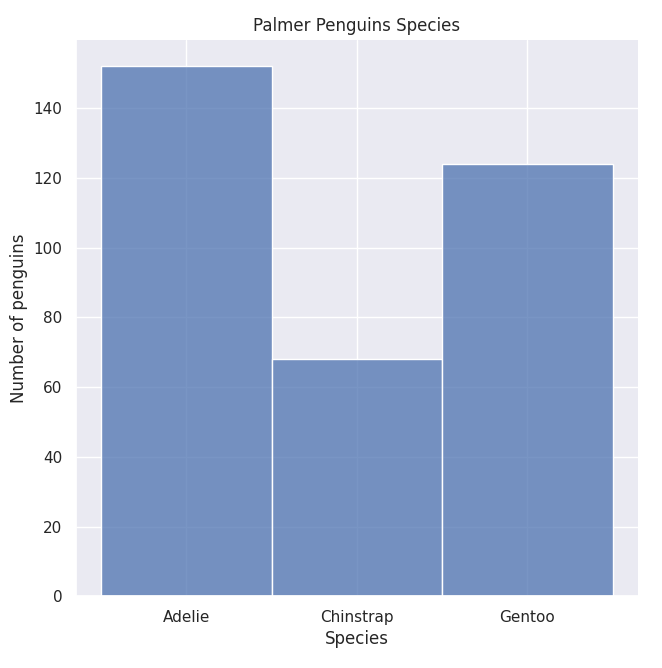 Palmer Penguins Species
Number of penguins
140
120
100
80
60
40
20
0
Adelie
Chinstrap
Gentoo
Species